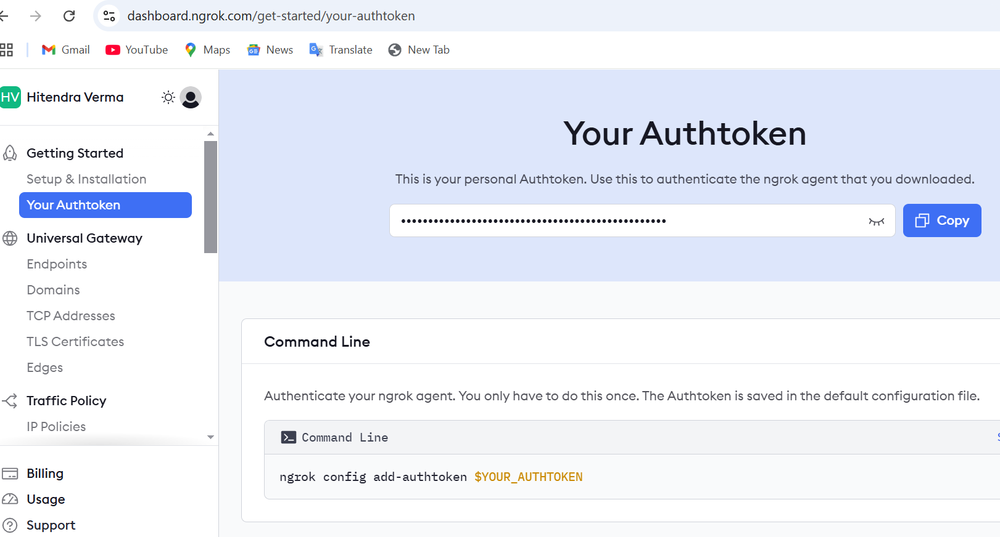 dashboard.ngrok.com/get-started/your-authtoken
Gmail YouTube Maps News Translate New Tab
HV Hitendra Verma
Getting Started
Setup & Installation
Your Authtoken
Universal Gateway
Endpoints
Domains
TCP Addresses
TLS Certificates
Edges
Traffic Policy
IP Policies
Billing
Usage
Support
Your Authtoken
This is your personal Authtoken. Use this to authenticate the ngrok agent that you downloaded.
Copy
Command Line
Authenticate your ngrok agent. You only have to do this once. The Authtoken is saved in the default configuration file.
Command Line
ngrok config add-authtoken $YOUR_AUTHTOKEN